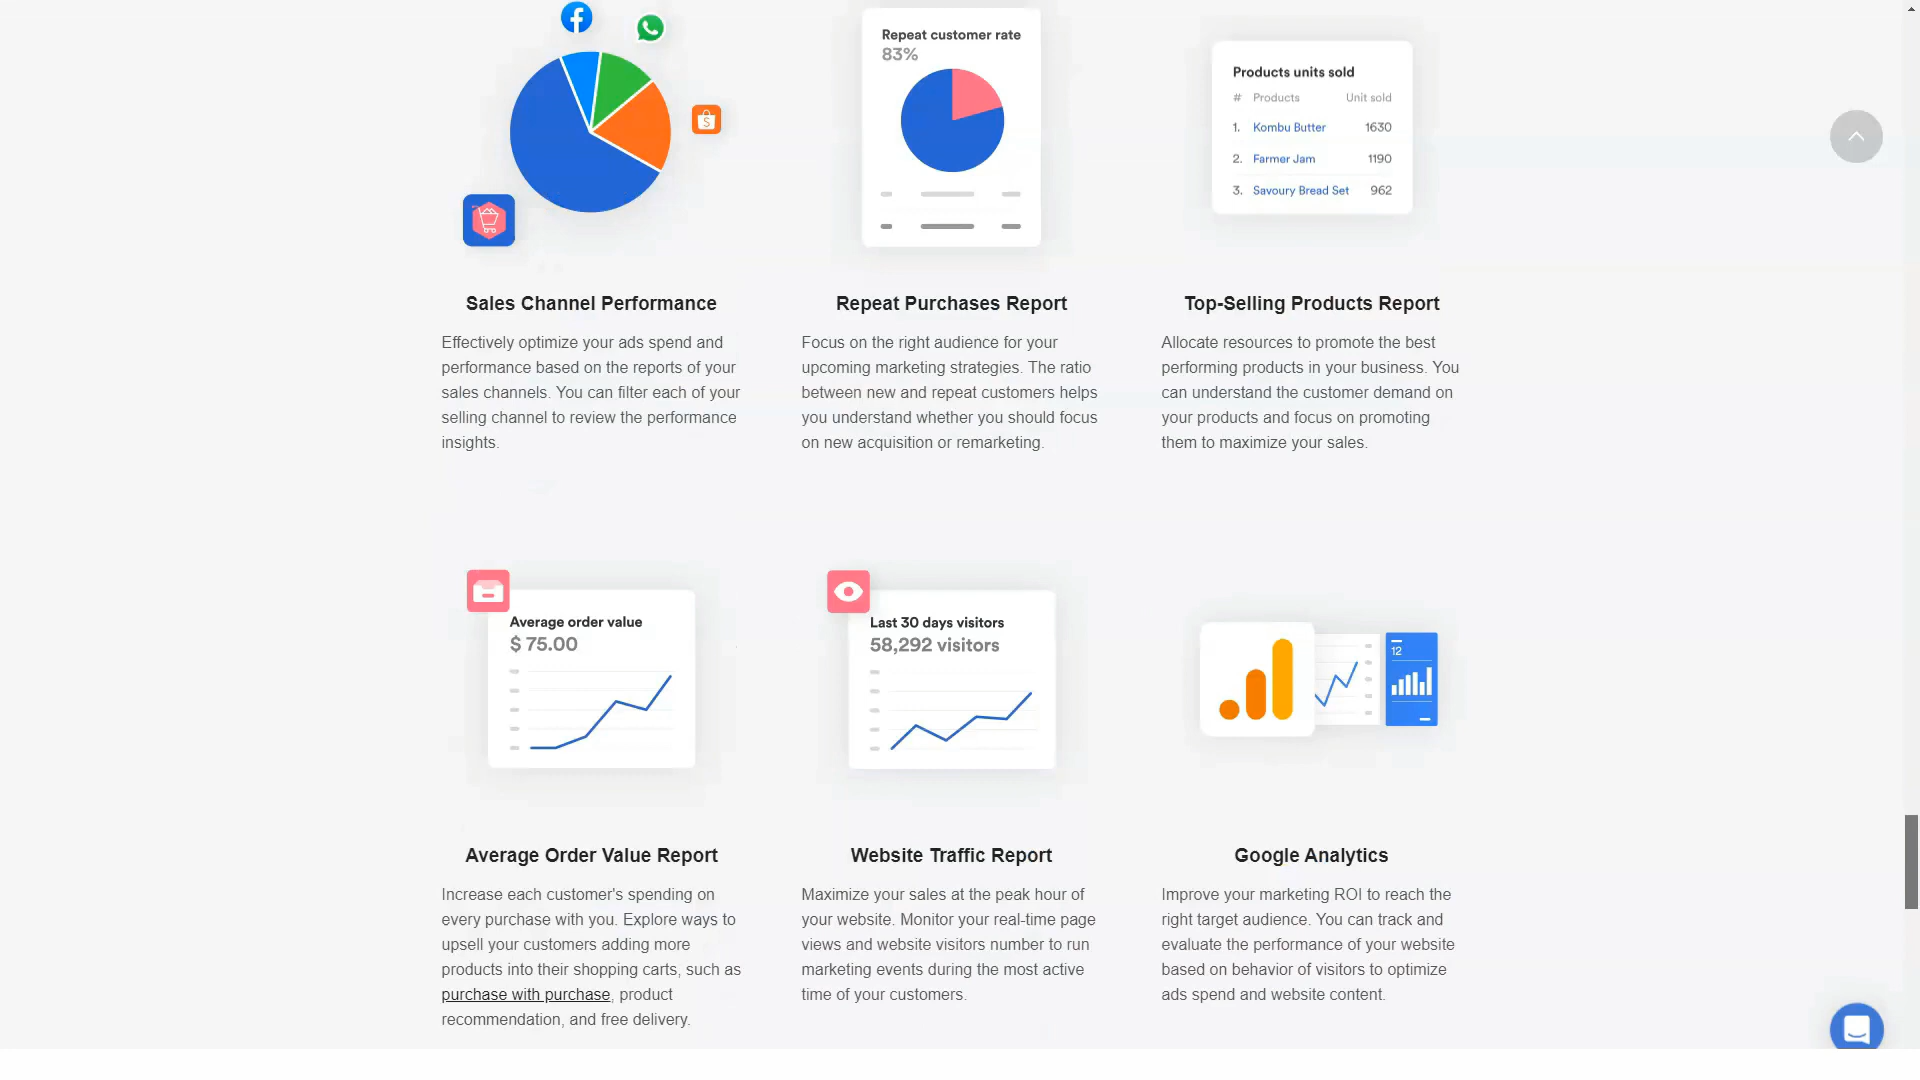 Repeat customer rate
83%
Products units sold
# Products Unit sold
1. Kombu Butter 1630
2. Farmer Jam 1190
3. Savoury Bread Set 962
S
Sales Channel Performance
Effectively optimize your ads spend and
performance based on the reports of your
sales channels. You can filter each of your
selling channel to review the performance
insights.
Repeat Purchases Report
Focus on the right audience for your
upcoming marketing strategies. The ratio
between new and repeat customers helps
you understand whether you should focus
on new acquisition or remarketing.
Top-Selling Products Report
Allocate resources to promote the best
performing products in your business. You
can understand the customer demand on
your products and focus on promoting
them to maximize your sales.
Average order value
$ 75.00
Last 30 days visitors
58,292 visitors
12
Average Order Value Report
Increase each customer's spending on
every purchase with you. Explore ways to
upsell your customers adding more
products into their shopping carts, such as
purchase with purchase, product
recommendation, and free delivery.
Website Traffic Report
Maximize your sales at the peak hour of
your website. Monitor your real-time page
views and website visitors number to run
marketing events during the most active
time of your customers.
Google Analytics
Improve your marketing ROI to reach the
right target audience. You can track and
evaluate the performance of your website
based on behavior of visitors to optimize
ads spend and website content.